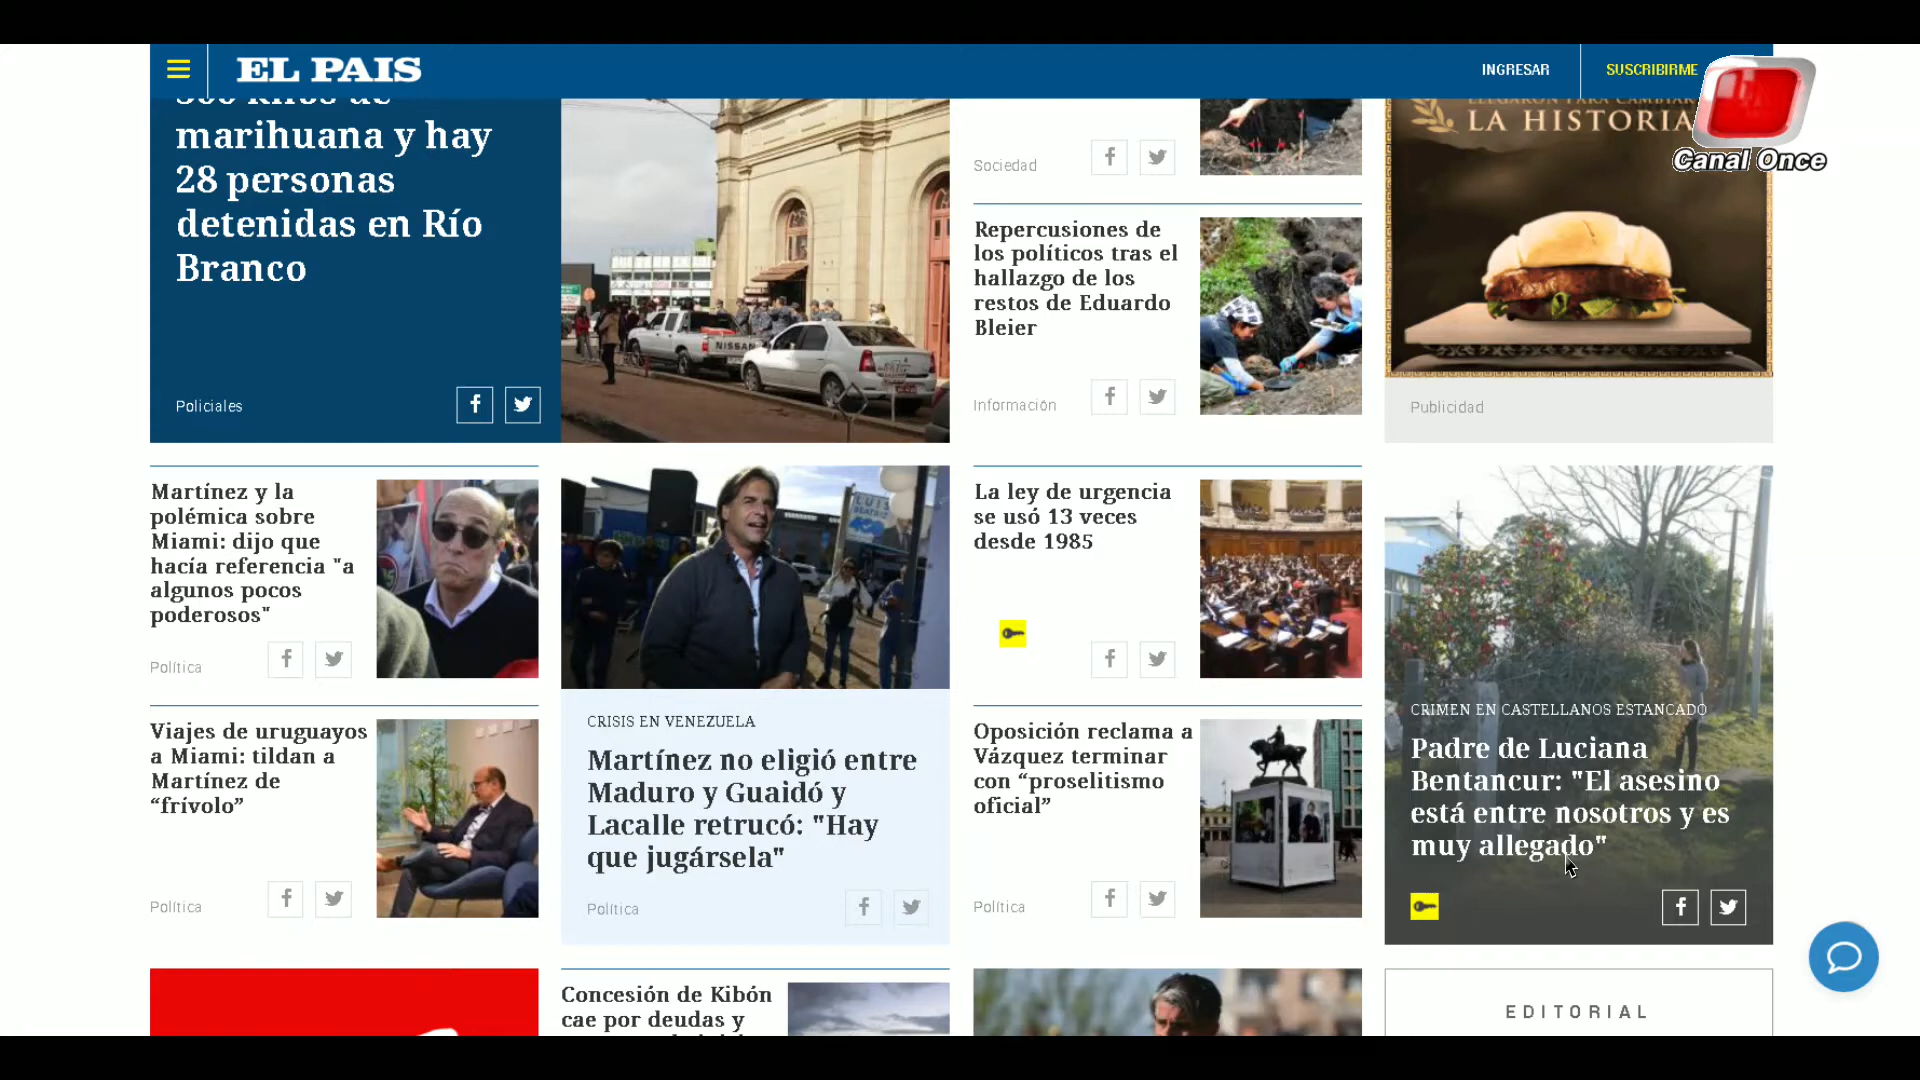 EL PAIS
INGRESAR
SUSCRIBIRME
Canal Once
marihuana y hay
28 personas
detenidas en Río
Branco
Policiales
NISSAN
Sociedad
Repercusiones de
los políticos tras el
hallazgo de los
restos de Eduardo
Bleier
Información
LA HISTORIA
Publicidad
Martínez y la
polémica sobre
Miami: dijo que
hacía referencia "a
algunos pocos
poderosos"
Política
Viajes de uruguayos
a Miami: tildan a
Martínez de
“frívolo”
Política
LUIS
CRISIS EN VENEZUELA
Martínez no eligió entre
Maduro y Guaidó y
Lacalle retrucó: "Hay
que jugársela"
Política
La ley de urgencia
se usó 13 veces
desde 1985
Oposición reclama a
Vázquez terminar
con “proselitismo
oficial”
Política
CRIMEN EN CASTELLANOS ESTANCADO
Padre de Luciana
Bentancur: "El asesino
está entre nosotros y es
muy allegado"
Concesión de Kibón
cae por deudas y
EDITORIAL